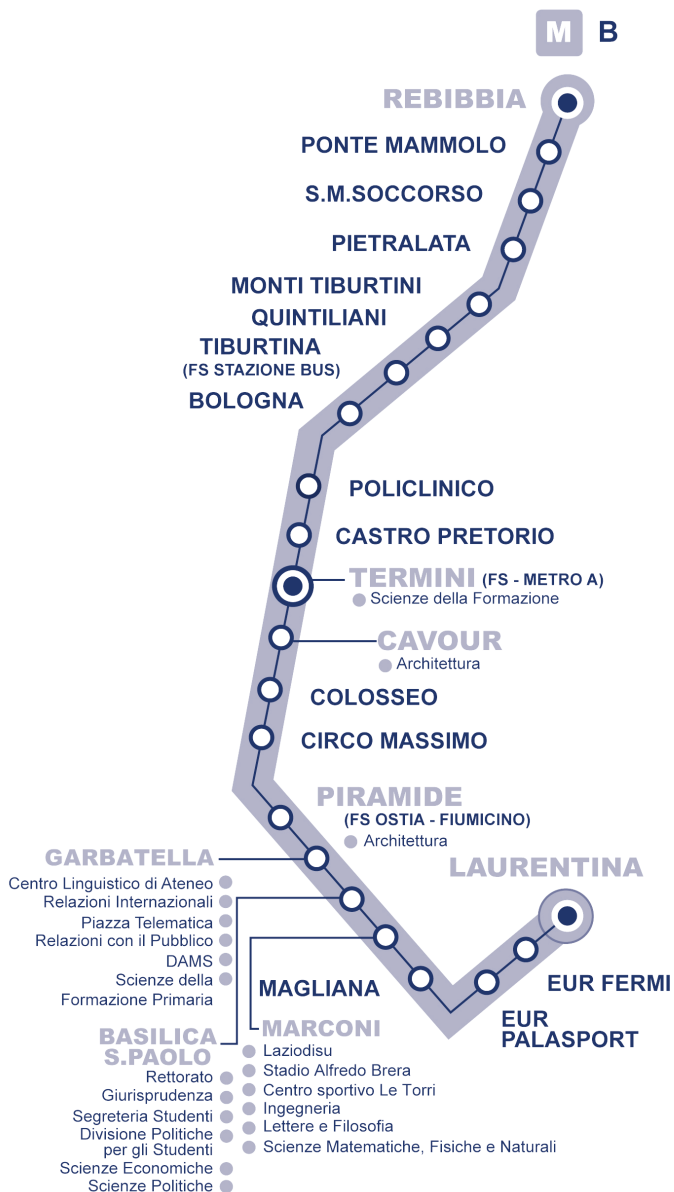 M B
REBIBBIA
PONTE MAMMOLO
S.M.SOCCORSO
PIETRALATA
MONTI TIBURTINI
QUINTILIANI
TIBURTINA
(FS STAZIONE BUS)
BOLOGNA
POLICLINICO
CASTRO PRETORIO
TERMINI (FS - METRO A)
Scienze della Formazione
CAVOUR
Architettura
COLOSSEO
CIRCO MASSIMO
PIRAMIDE
(FS OSTIA - FIUMICINO)
Architettura
GARBATELLA
Centro Linguistico di Ateneo
Relazioni Internazionali
Piazza Telematica
Relazioni con il Pubblico
DAMS
Scienze della
Formazione Primaria
BASILICA
S.PAOLO
Rettorato
Giurisprudenza
Segreteria Studenti
Divisione Politiche
per gli Studenti
Scienze Economiche
Scienze Politiche
MARCONI
Laziodisu
Stadio Alfredo Brera
Centro sportivo Le Torri
Ingegneria
Lettere e Filosofia
Scienze Matematiche, Fisiche e Naturali
MAGLIANA
EUR
PALASPORT
EUR FERMI
LAURENTINA